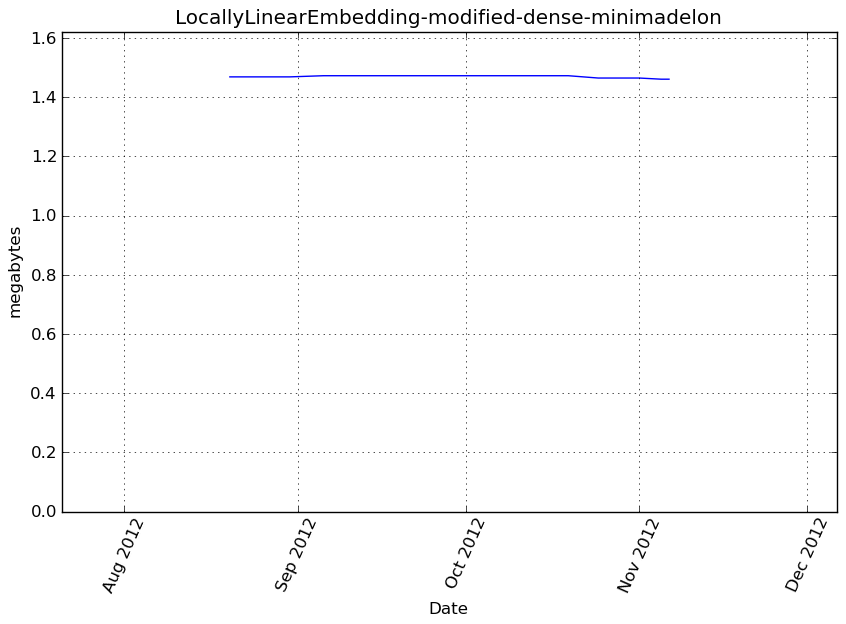 LocallyLinearEmbedding-modified-dense-minimadelon
1.6
1.4
1.2
1.0
0.8
0.6
0.4
0.2
0.0
megabytes
Aug 2012
Sep 2012
Oct 2012
Nov 2012
Dec 2012
Date